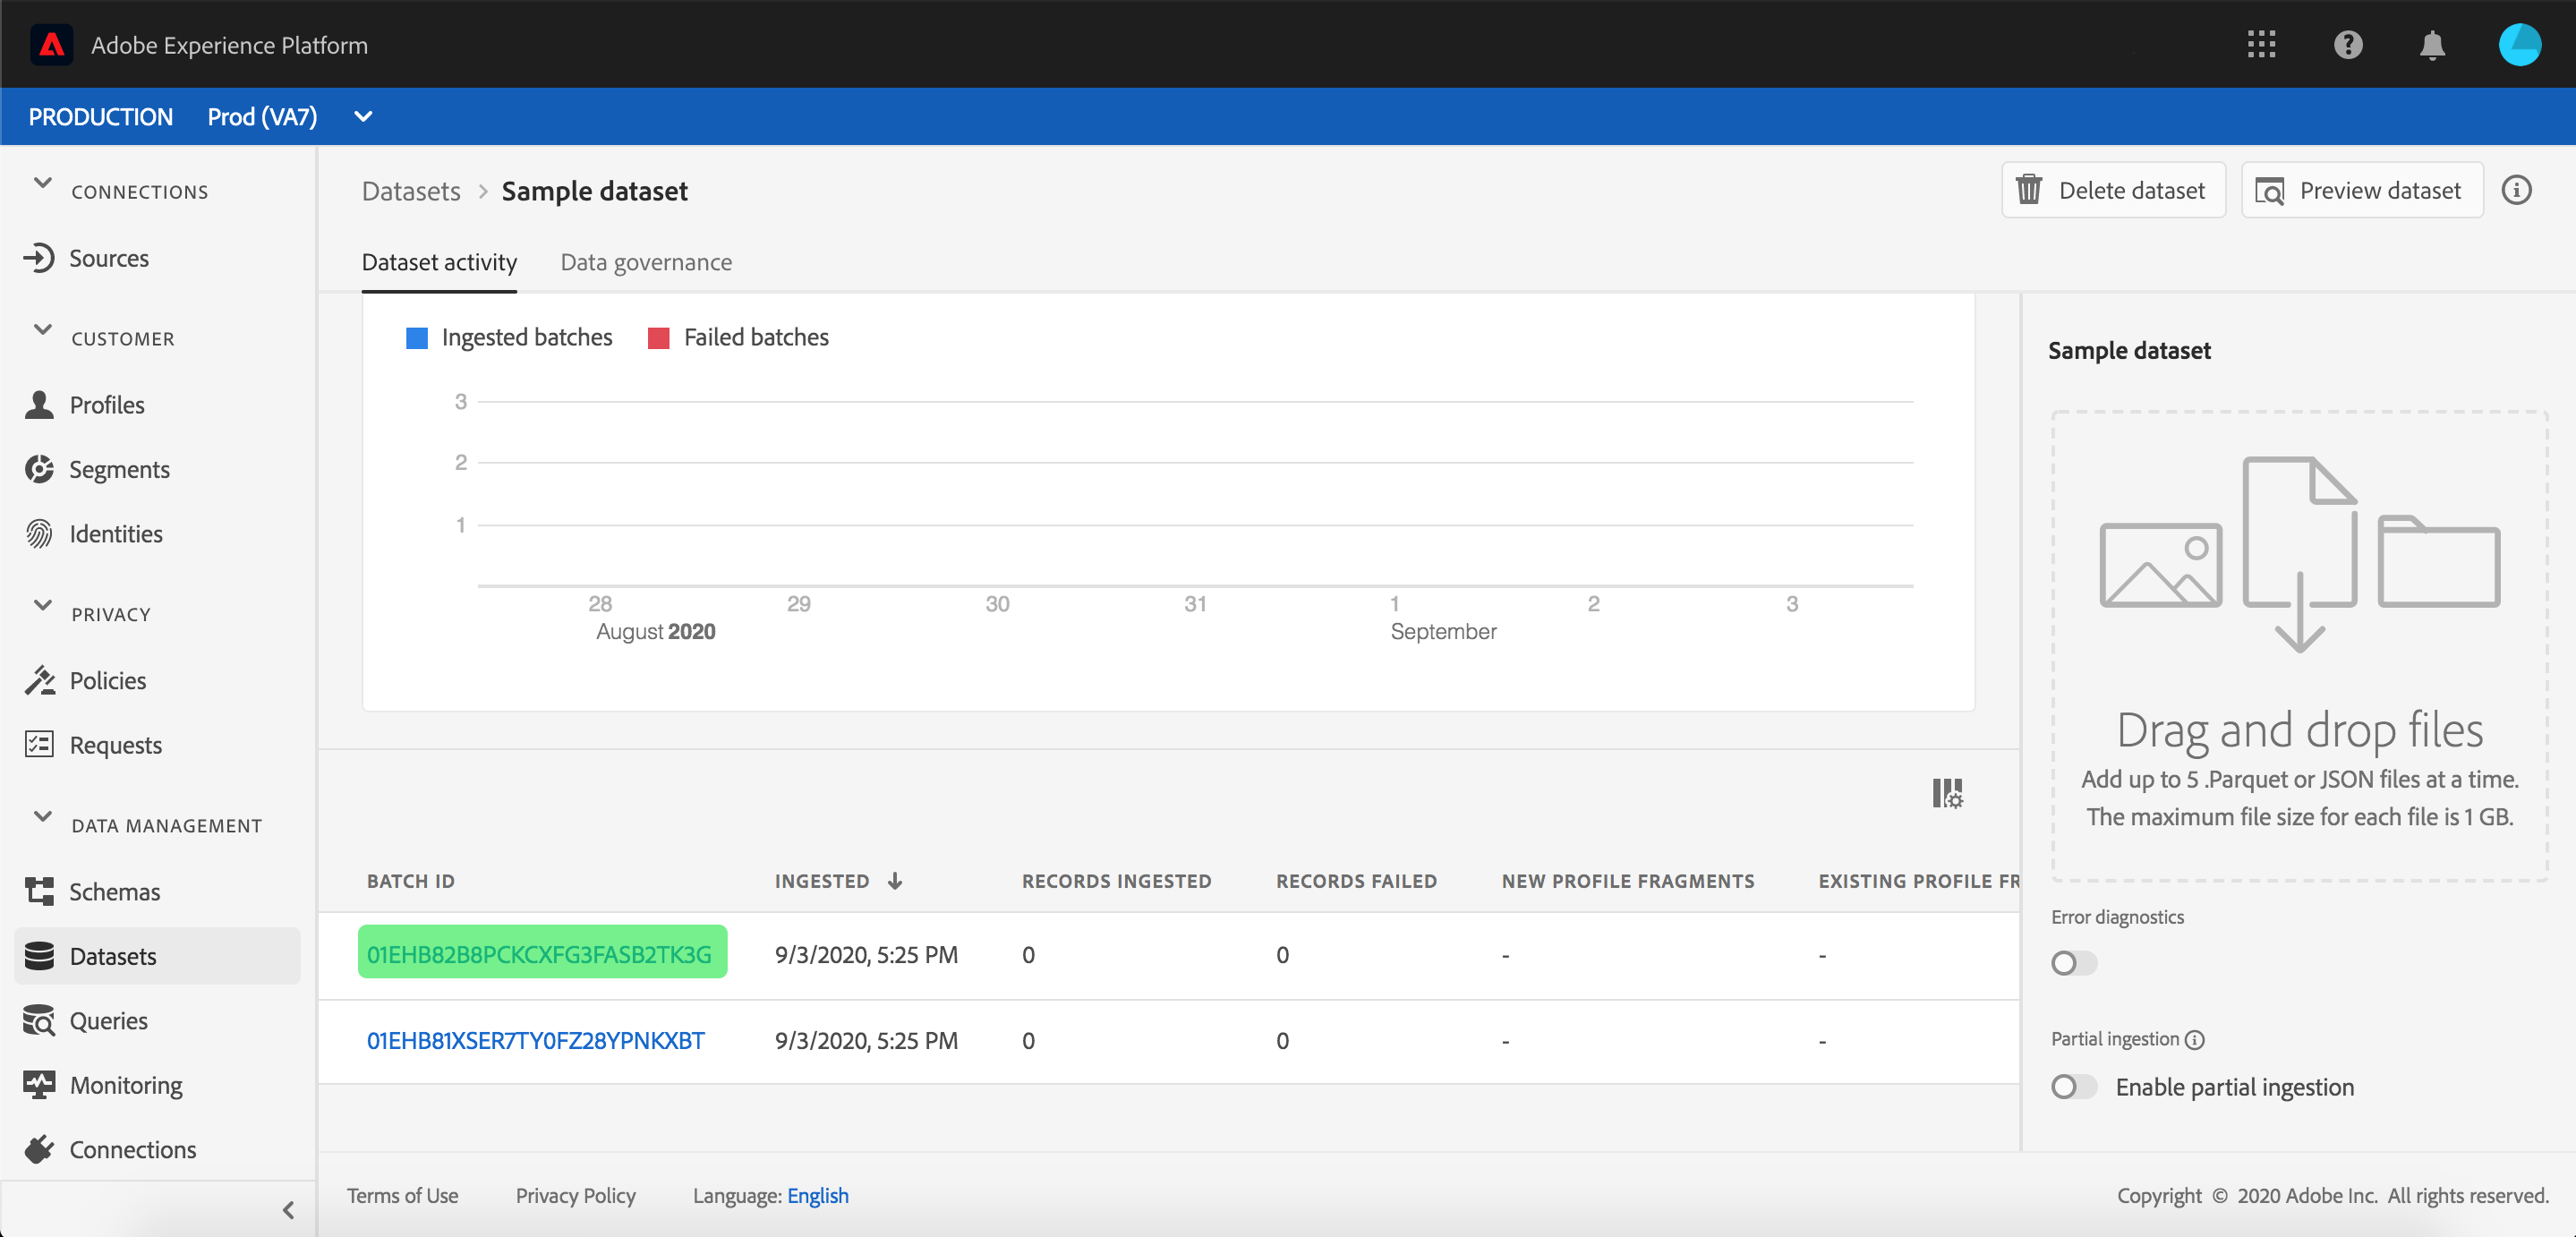 Adobe Experience Platform
PRODUCTION Prod (VA7)
CONNECTIONS
Sources
CUSTOMER
Profiles
Segments
Identities
PRIVACY
Policies
Requests
DATA MANAGEMENT
Schemas
Datasets
Queries
Monitoring
Connections
Datasets > Sample dataset
Delete dataset
Preview dataset
Dataset activity Data governance
Ingested batches Failed batches
3
2
1
28 29 30 31 1 2 3
August 2020 September
BATCH ID INGESTED RECORDS INGESTED RECORDS FAILED NEW PROFILE FRAGMENTS EXISTING PROFILE FR
01EHB82B8PCKCXFG3FASB2TK3G 9/3/2020, 5:25 PM 0 0 - -
01EHB81XSER7TY0FZ28YPNKXBT 9/3/2020, 5:25 PM 0 0 - -
Sample dataset
Drag and drop files
Add up to 5 .Parquet or JSON files at a time.
The maximum file size for each file is 1 GB.
Error diagnostics
Partial ingestion
Enable partial ingestion
Terms of Use Privacy Policy Language: English
Copyright © 2020 Adobe Inc. All rights reserved.